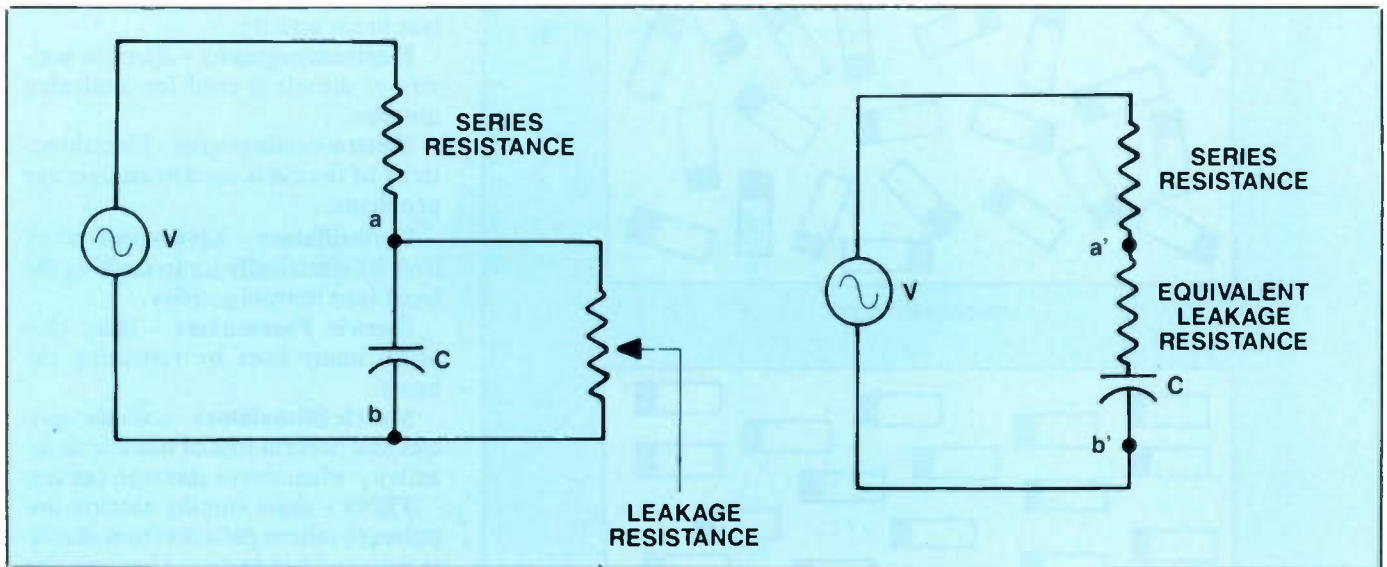 SERIES
RESISTANCE
a
V
C
b
LEAKAGE
RESISTANCE
SERIES
RESISTANCE
a'
V
EQUIVALENT
LEAKAGE
RESISTANCE
C
b'